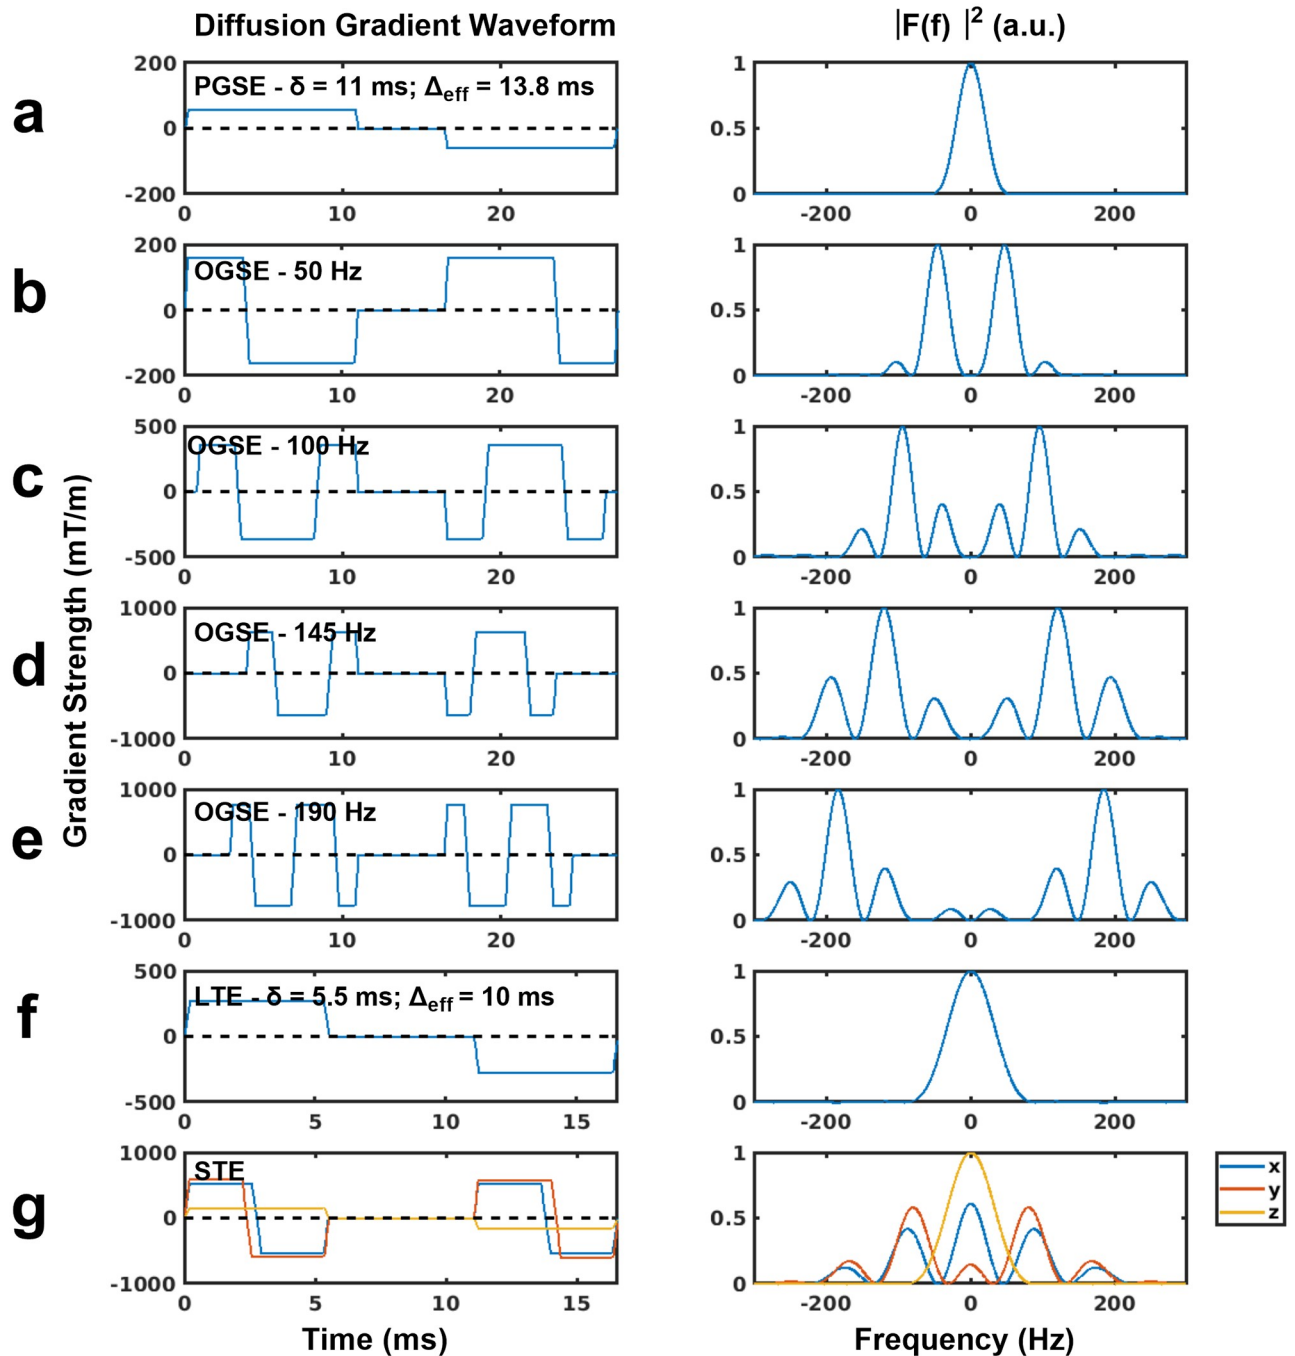 Diffusion Gradient Waveform
|F(f) |² (a.u.)
a
200
0
-200
PGSE - δ = 11 ms; Δeff = 13.8 ms
0 10 20
1
0.5
0
-200 0 200
b
200
0
-200
OGSE - 50 Hz
0 10 20
1
0.5
0
-200 0 200
c
500
0
-500
OGSE - 100 Hz
0 10 20
1
0.5
0
-200 0 200
Gradient Strength (mT/m)
d
1000
0
-1000
OGSE - 145 Hz
0 10 20
1
0.5
0
-200 0 200
e
1000
0
-1000
OGSE - 190 Hz
0 10 20
1
0.5
0
-200 0 200
f
500
0
-500
LTE - δ = 5.5 ms; Δeff = 10 ms
0 5 10 15
1
0.5
0
-200 0 200
g
1000
0
-1000
STE
0 5 10 15
1
0.5
0
-200 0 200
x
y
z
Time (ms)
Frequency (Hz)